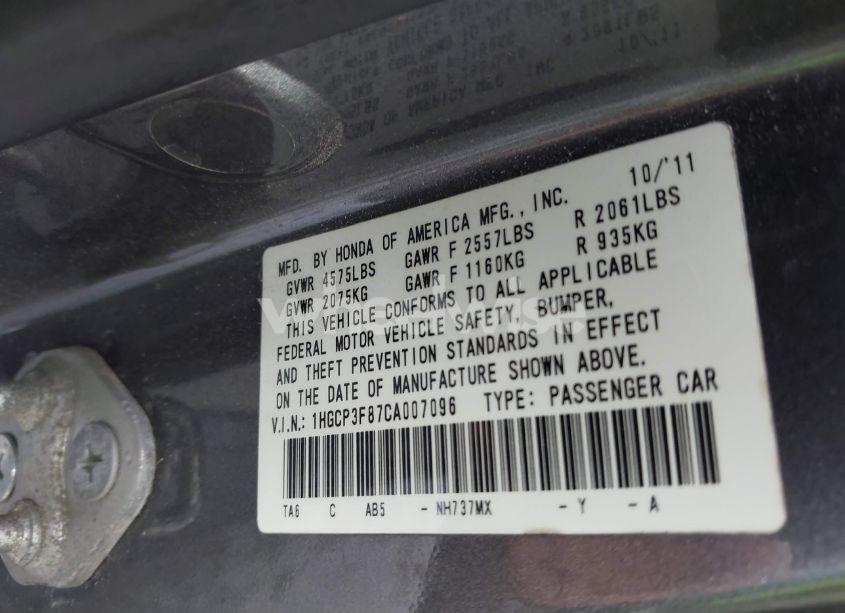 MFD. BY HONDA OF AMERICA MFG., INC. 10/'11
GVWR 4575LBS GAWR F 2557LBS R 2061LBS
GVWR 2075KG GAWR F 1160KG R 935KG
THIS VEHICLE CONFORMS TO ALL APPLICABLE
FEDERAL MOTOR VEHICLE SAFETY, BUMPER,
AND THEFT PREVENTION STANDARDS IN EFFECT
ON THE DATE OF MANUFACTURE SHOWN ABOVE.
V.I.N.: 1HGCP3F87CA007096 TYPE: PASSENGER CAR
TA6 C AB5 - NH737MX - Y - A